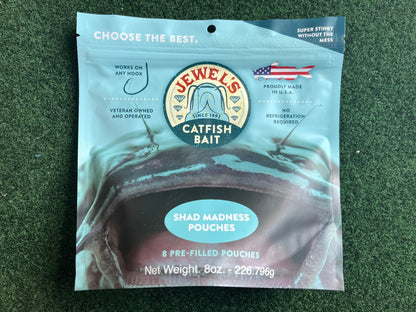 CHOOSE THE BEST.
SUPER STINKY
WITHOUT THE
MESS
WORKS ON
ANY HOOK
VETERAN OWNED
AND OPERATED
JEWEL'S
SINCE 1992
CATFISH
BAIT
PROUDLY MADE
IN U.S.A.
NO
REFRIGERATION
REQUIRED
SHAD MADNESS
POUCHES
8 PRE-FILLED POUCHES
Net Weight. 8oz. - 226.796g